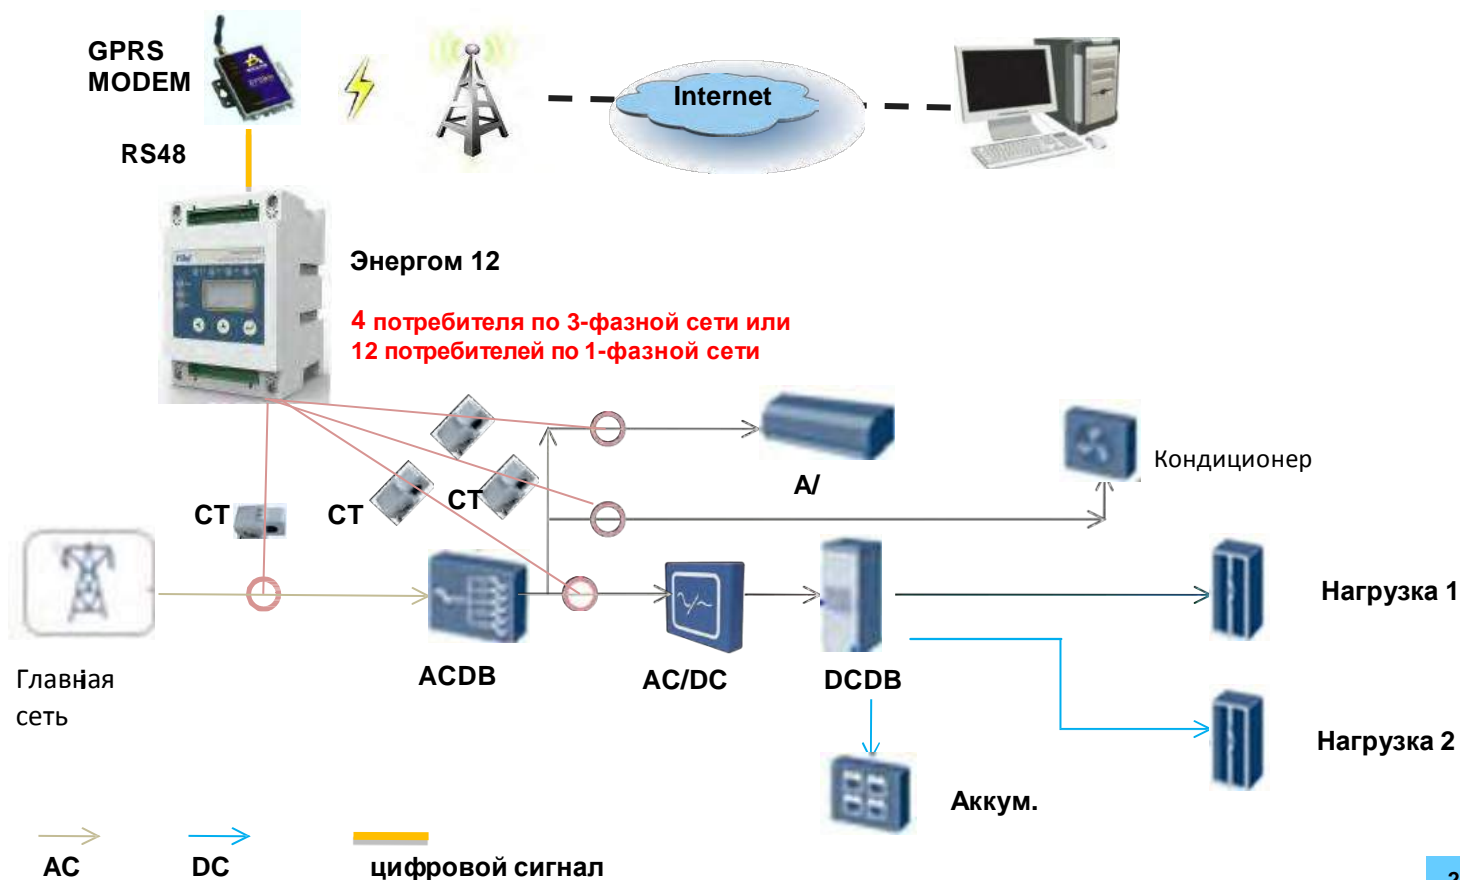 GPRS
MODEM
Internet
RS48
Энергом 12
4 потребителя по 3-фазной сети или
12 потребителей по 1-фазной сети
A/
Кондиционер
CT
CT
CT
Нагрузка 1
Главная
сеть
ACDB
AC/DC
DCDB
Нагрузка 2
Аккум.
AC
DC
цифровой сигнал
2